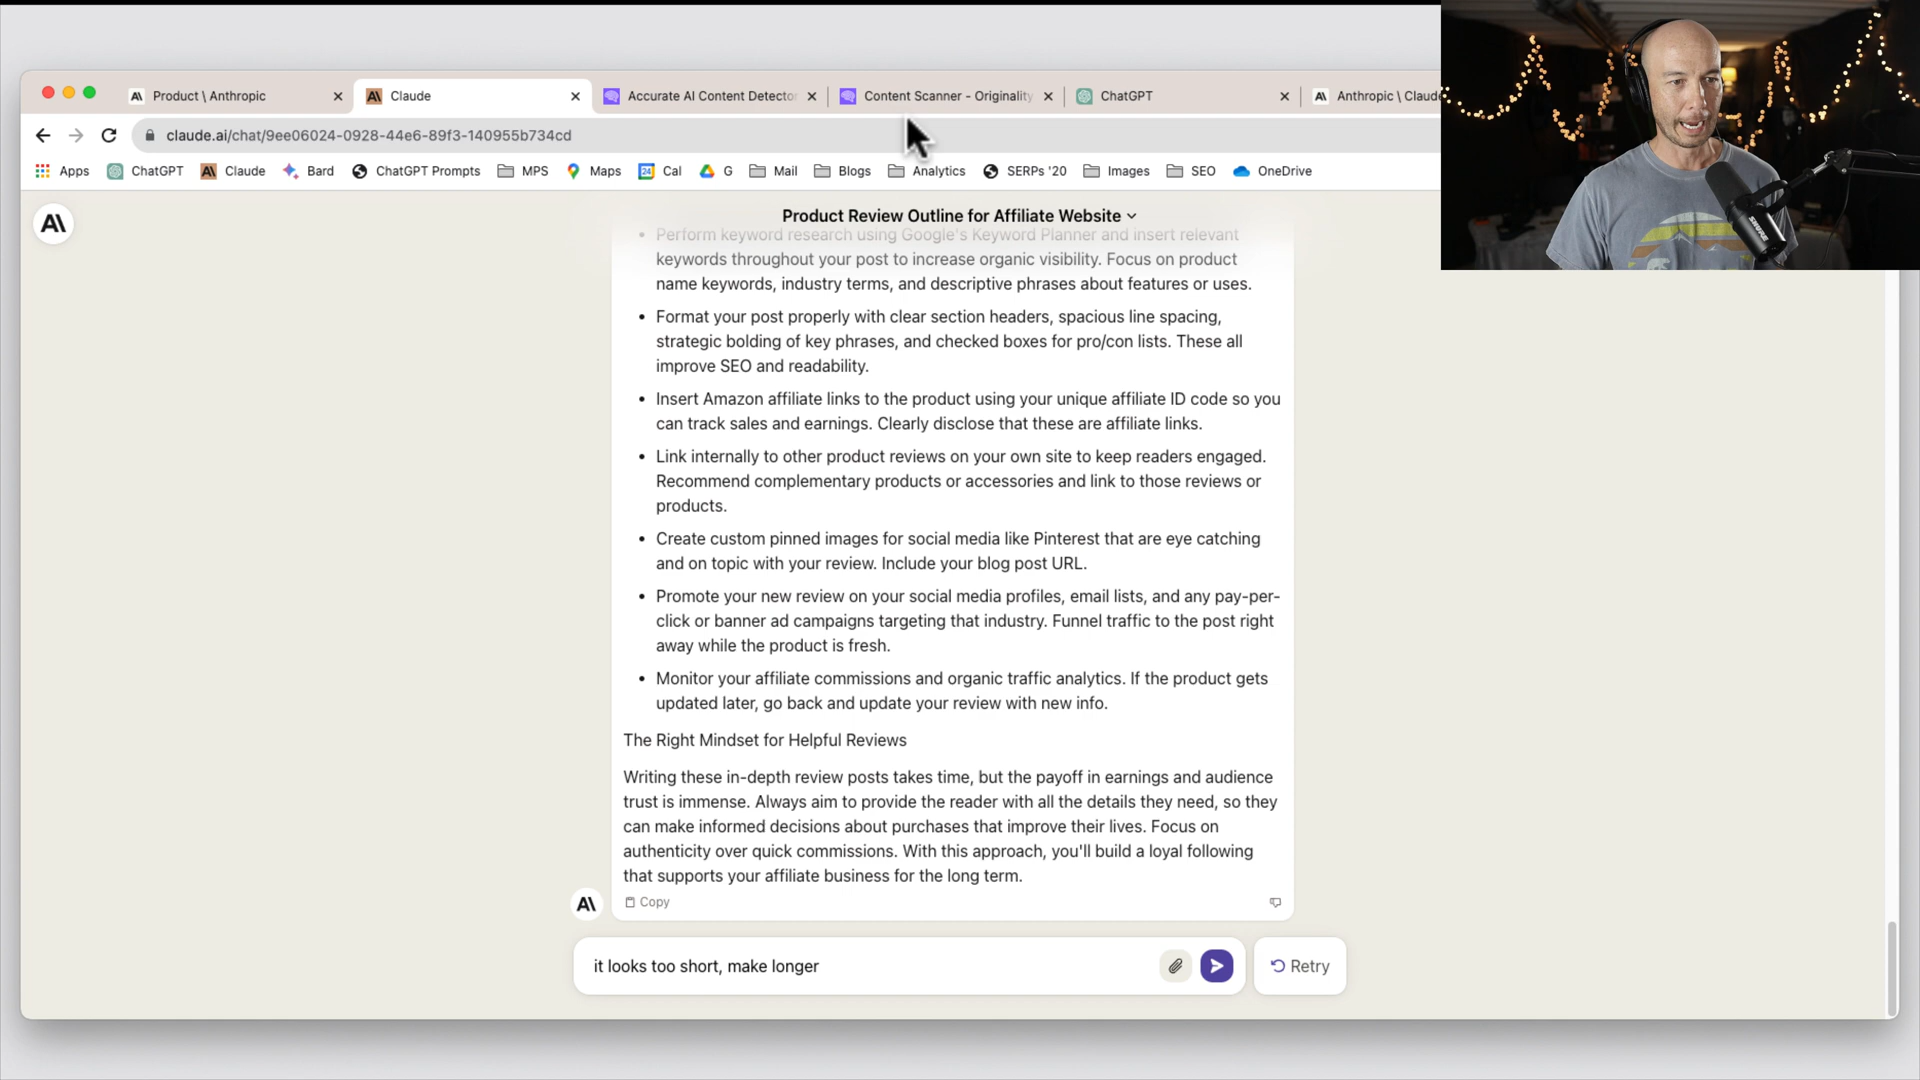 Product \ Anthropic
Claude
Accurate AI Content Detector
Content Scanner - Originality
ChatGPT
Anthropic \ Claude
claude.ai/chat/9ee06024-0928-44e6-89f3-140955b734cd
Apps ChatGPT Claude Bard ChatGPT Prompts MPS Maps 24 Cal G Mail Blogs Analytics SERPs '20 Images SEO OneDrive
Product Review Outline for Affiliate Website
• Perform keyword research using Google's Keyword Planner and insert relevant
keywords throughout your post to increase organic visibility. Focus on product
name keywords, industry terms, and descriptive phrases about features or uses.
• Format your post properly with clear section headers, spacious line spacing,
strategic bolding of key phrases, and checked boxes for pro/con lists. These all
improve SEO and readability.
• Insert Amazon affiliate links to the product using your unique affiliate ID code so you
can track sales and earnings. Clearly disclose that these are affiliate links.
• Link internally to other product reviews on your own site to keep readers engaged.
Recommend complementary products or accessories and link to those reviews or
products.
• Create custom pinned images for social media like Pinterest that are eye catching
and on topic with your review. Include your blog post URL.
• Promote your new review on your social media profiles, email lists, and any pay-per-
click or banner ad campaigns targeting that industry. Funnel traffic to the post right
away while the product is fresh.
• Monitor your affiliate commissions and organic traffic analytics. If the product gets
updated later, go back and update your review with new info.
The Right Mindset for Helpful Reviews
Writing these in-depth review posts takes time, but the payoff in earnings and audience
trust is immense. Always aim to provide the reader with all the details they need, so they
can make informed decisions about purchases that improve their lives. Focus on
authenticity over quick commissions. With this approach, you'll build a loyal following
that supports your affiliate business for the long term.
Copy
it looks too short, make longer
Retry
SHURE